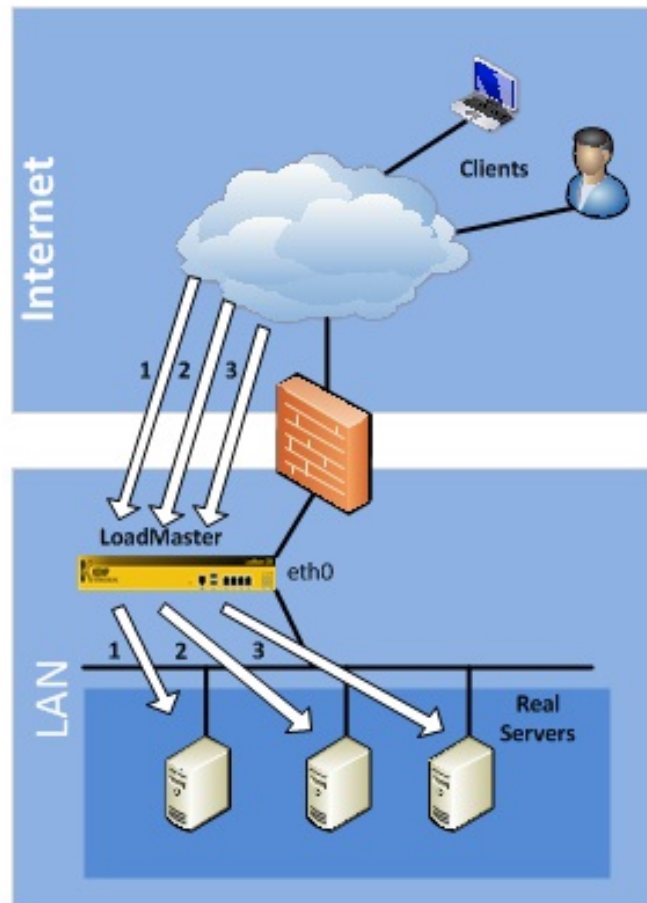 Internet
Clients
1 2 3
LoadMaster
eth0
LAN
1 2 3
Real
Servers